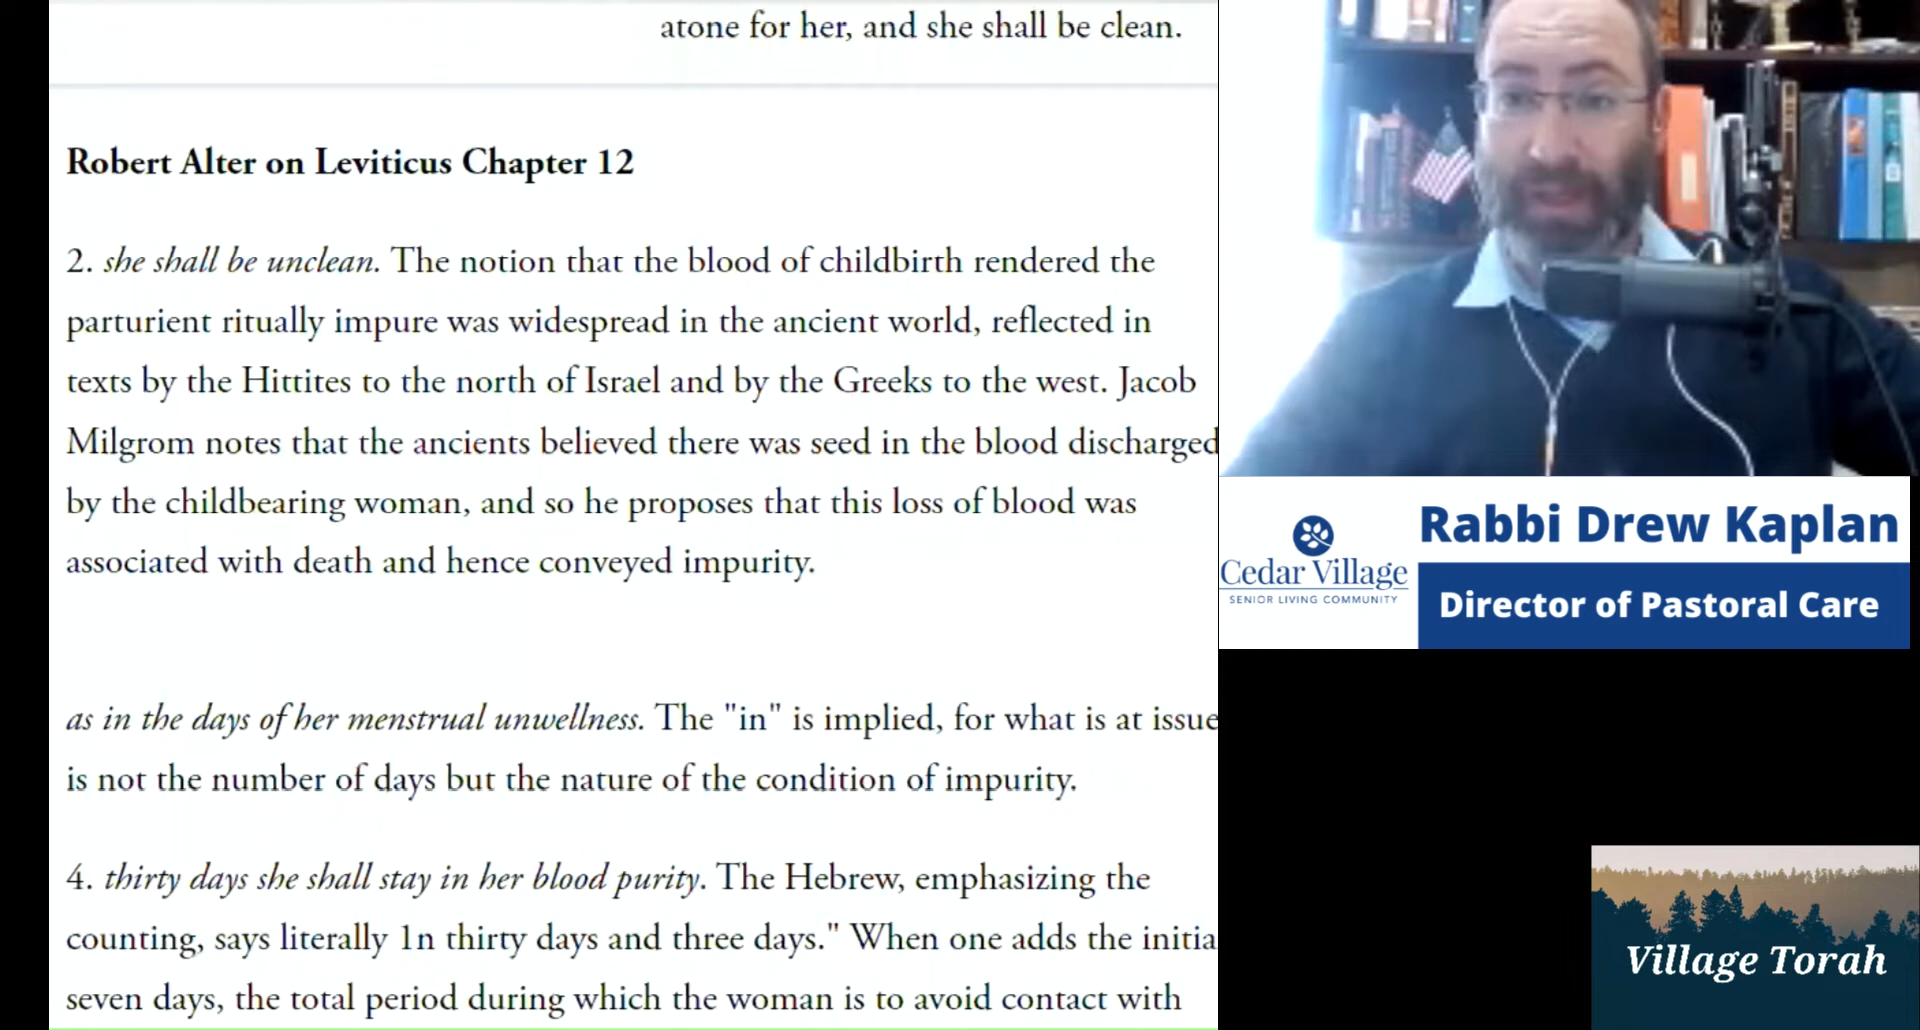 atone for her, and she shall be clean.
Robert Alter on Leviticus Chapter 12
2. she shall be unclean. The notion that the blood of childbirth rendered the
parturient ritually impure was widespread in the ancient world, reflected in
texts by the Hittites to the north of Israel and by the Greeks to the west. Jacob
Milgrom notes that the ancients believed there was seed in the blood discharged
by the childbearing woman, and so he proposes that this loss of blood was
associated with death and hence conveyed impurity.
as in the days of her menstrual unwellness. The "in" is implied, for what is at issue
is not the number of days but the nature of the condition of impurity.
4. thirty days she shall stay in her blood purity. The Hebrew, emphasizing the
counting, says literally 1n thirty days and three days." When one adds the initia
seven days, the total period during which the woman is to avoid contact with
Rabbi Drew Kaplan
Cedar Village
SENIOR LIVING COMMUNITY
Director of Pastoral Care
Village Torah